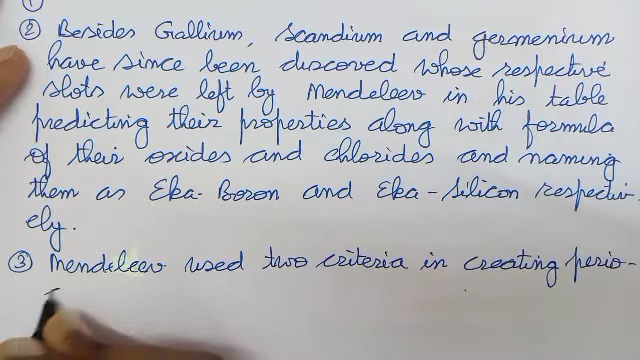 ①
② Besides Gallium, scandium and germenium
have since been discoved whose respective
slots were left by Mendeleev in his table
predicting their properties along with formula
of their oxides and chlorides and naming
them as Eka-Boron and Eka-Silicon respectiv-
ely.
③ Mendeleev used two criteria in creating perio-